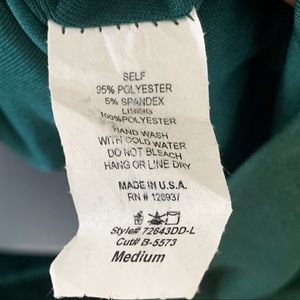 SELF
95% POLYESTER
5% SPANDEX
LINING
100%POLYESTER
HAND WASH
WITH COLD WATER
DO NOT BLEACH
HANG OR LINE DRY
MADE IN U.S.A.
RN # 128937
Style# 72643DD-L
Cut# B-5573
Medium